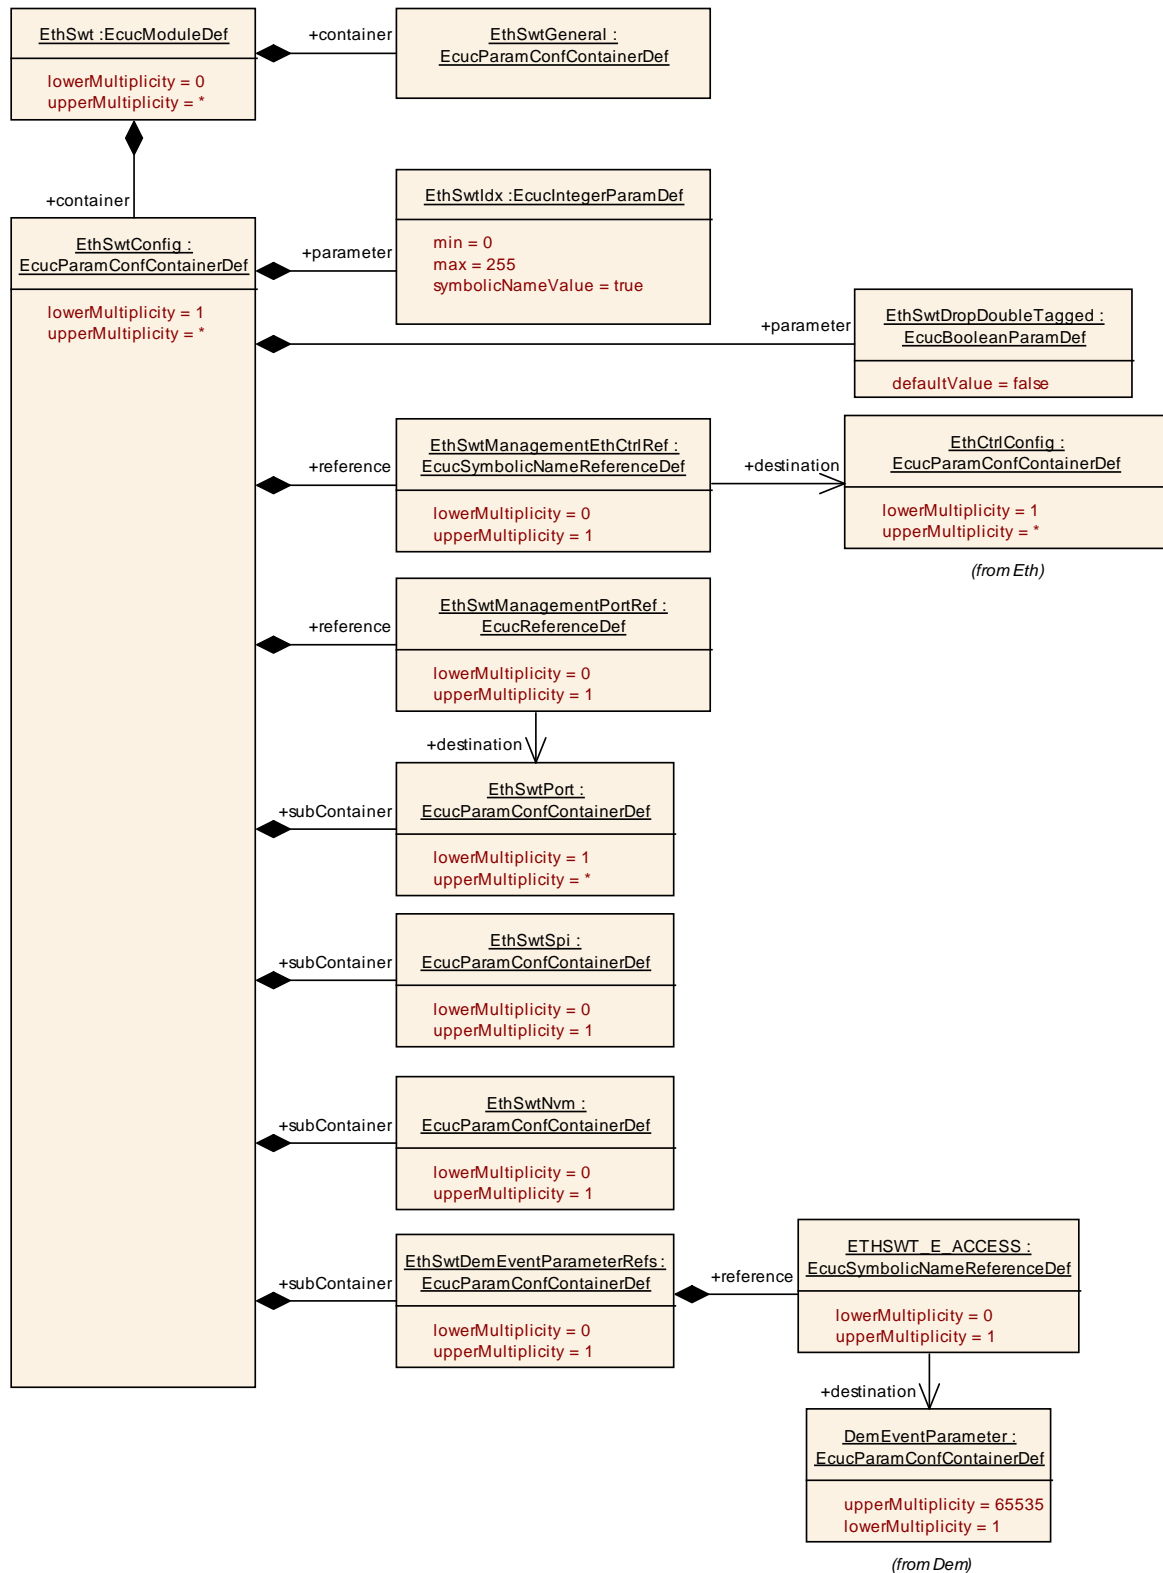 EthSwt :EcucModuleDef
lowerMultiplicity = 0
upperMultiplicity = *
+container
EthSwtGeneral :
EcucParamConfContainerDef
+container
EthSwtConfig :
EcucParamConfContainerDef
lowerMultiplicity = 1
upperMultiplicity = *
+parameter
EthSwtIdx :EcucIntegerParamDef
min = 0
max = 255
symbolicNameValue = true
+parameter
EthSwtDropDoubleTagged :
EcucBooleanParamDef
defaultValue = false
+reference
EthSwtManagementEthCtrlRef :
EcucSymbolicNameReferenceDef
lowerMultiplicity = 0
upperMultiplicity = 1
+destination
EthCtrlConfig :
EcucParamConfContainerDef
lowerMultiplicity = 1
upperMultiplicity = *
(from Eth)
+reference
EthSwtManagementPortRef :
EcucReferenceDef
lowerMultiplicity = 0
upperMultiplicity = 1
+destination
+subContainer
EthSwtPort :
EcucParamConfContainerDef
lowerMultiplicity = 1
upperMultiplicity = *
+subContainer
EthSwtSpi :
EcucParamConfContainerDef
lowerMultiplicity = 0
upperMultiplicity = 1
+subContainer
EthSwtNvm :
EcucParamConfContainerDef
lowerMultiplicity = 0
upperMultiplicity = 1
+subContainer
EthSwtDemEventParameterRefs :
EcucParamConfContainerDef
lowerMultiplicity = 0
upperMultiplicity = 1
+reference
ETHSWT_E_ACCESS :
EcucSymbolicNameReferenceDef
lowerMultiplicity = 0
upperMultiplicity = 1
+destination
DemEventParameter :
EcucParamConfContainerDef
upperMultiplicity = 65535
lowerMultiplicity = 1
(from Dem)